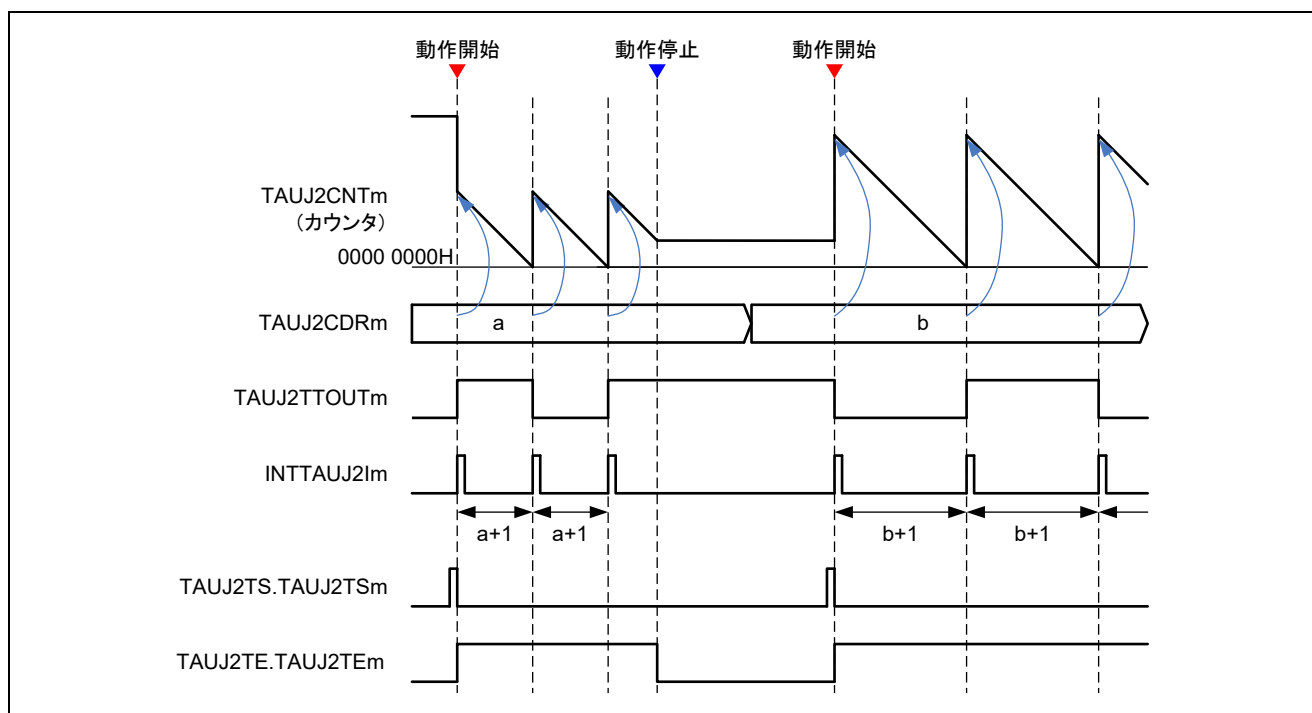 動作開始
動作停止
動作開始
TAUJ2CNTm
(カウンタ)
0000 0000H
TAUJ2CDRm
a
b
TAUJ2TTOUTm
INTTAUJ2Im
a+1
a+1
b+1
b+1
TAUJ2TS.TAUJ2TSm
TAUJ2TE.TAUJ2TEm